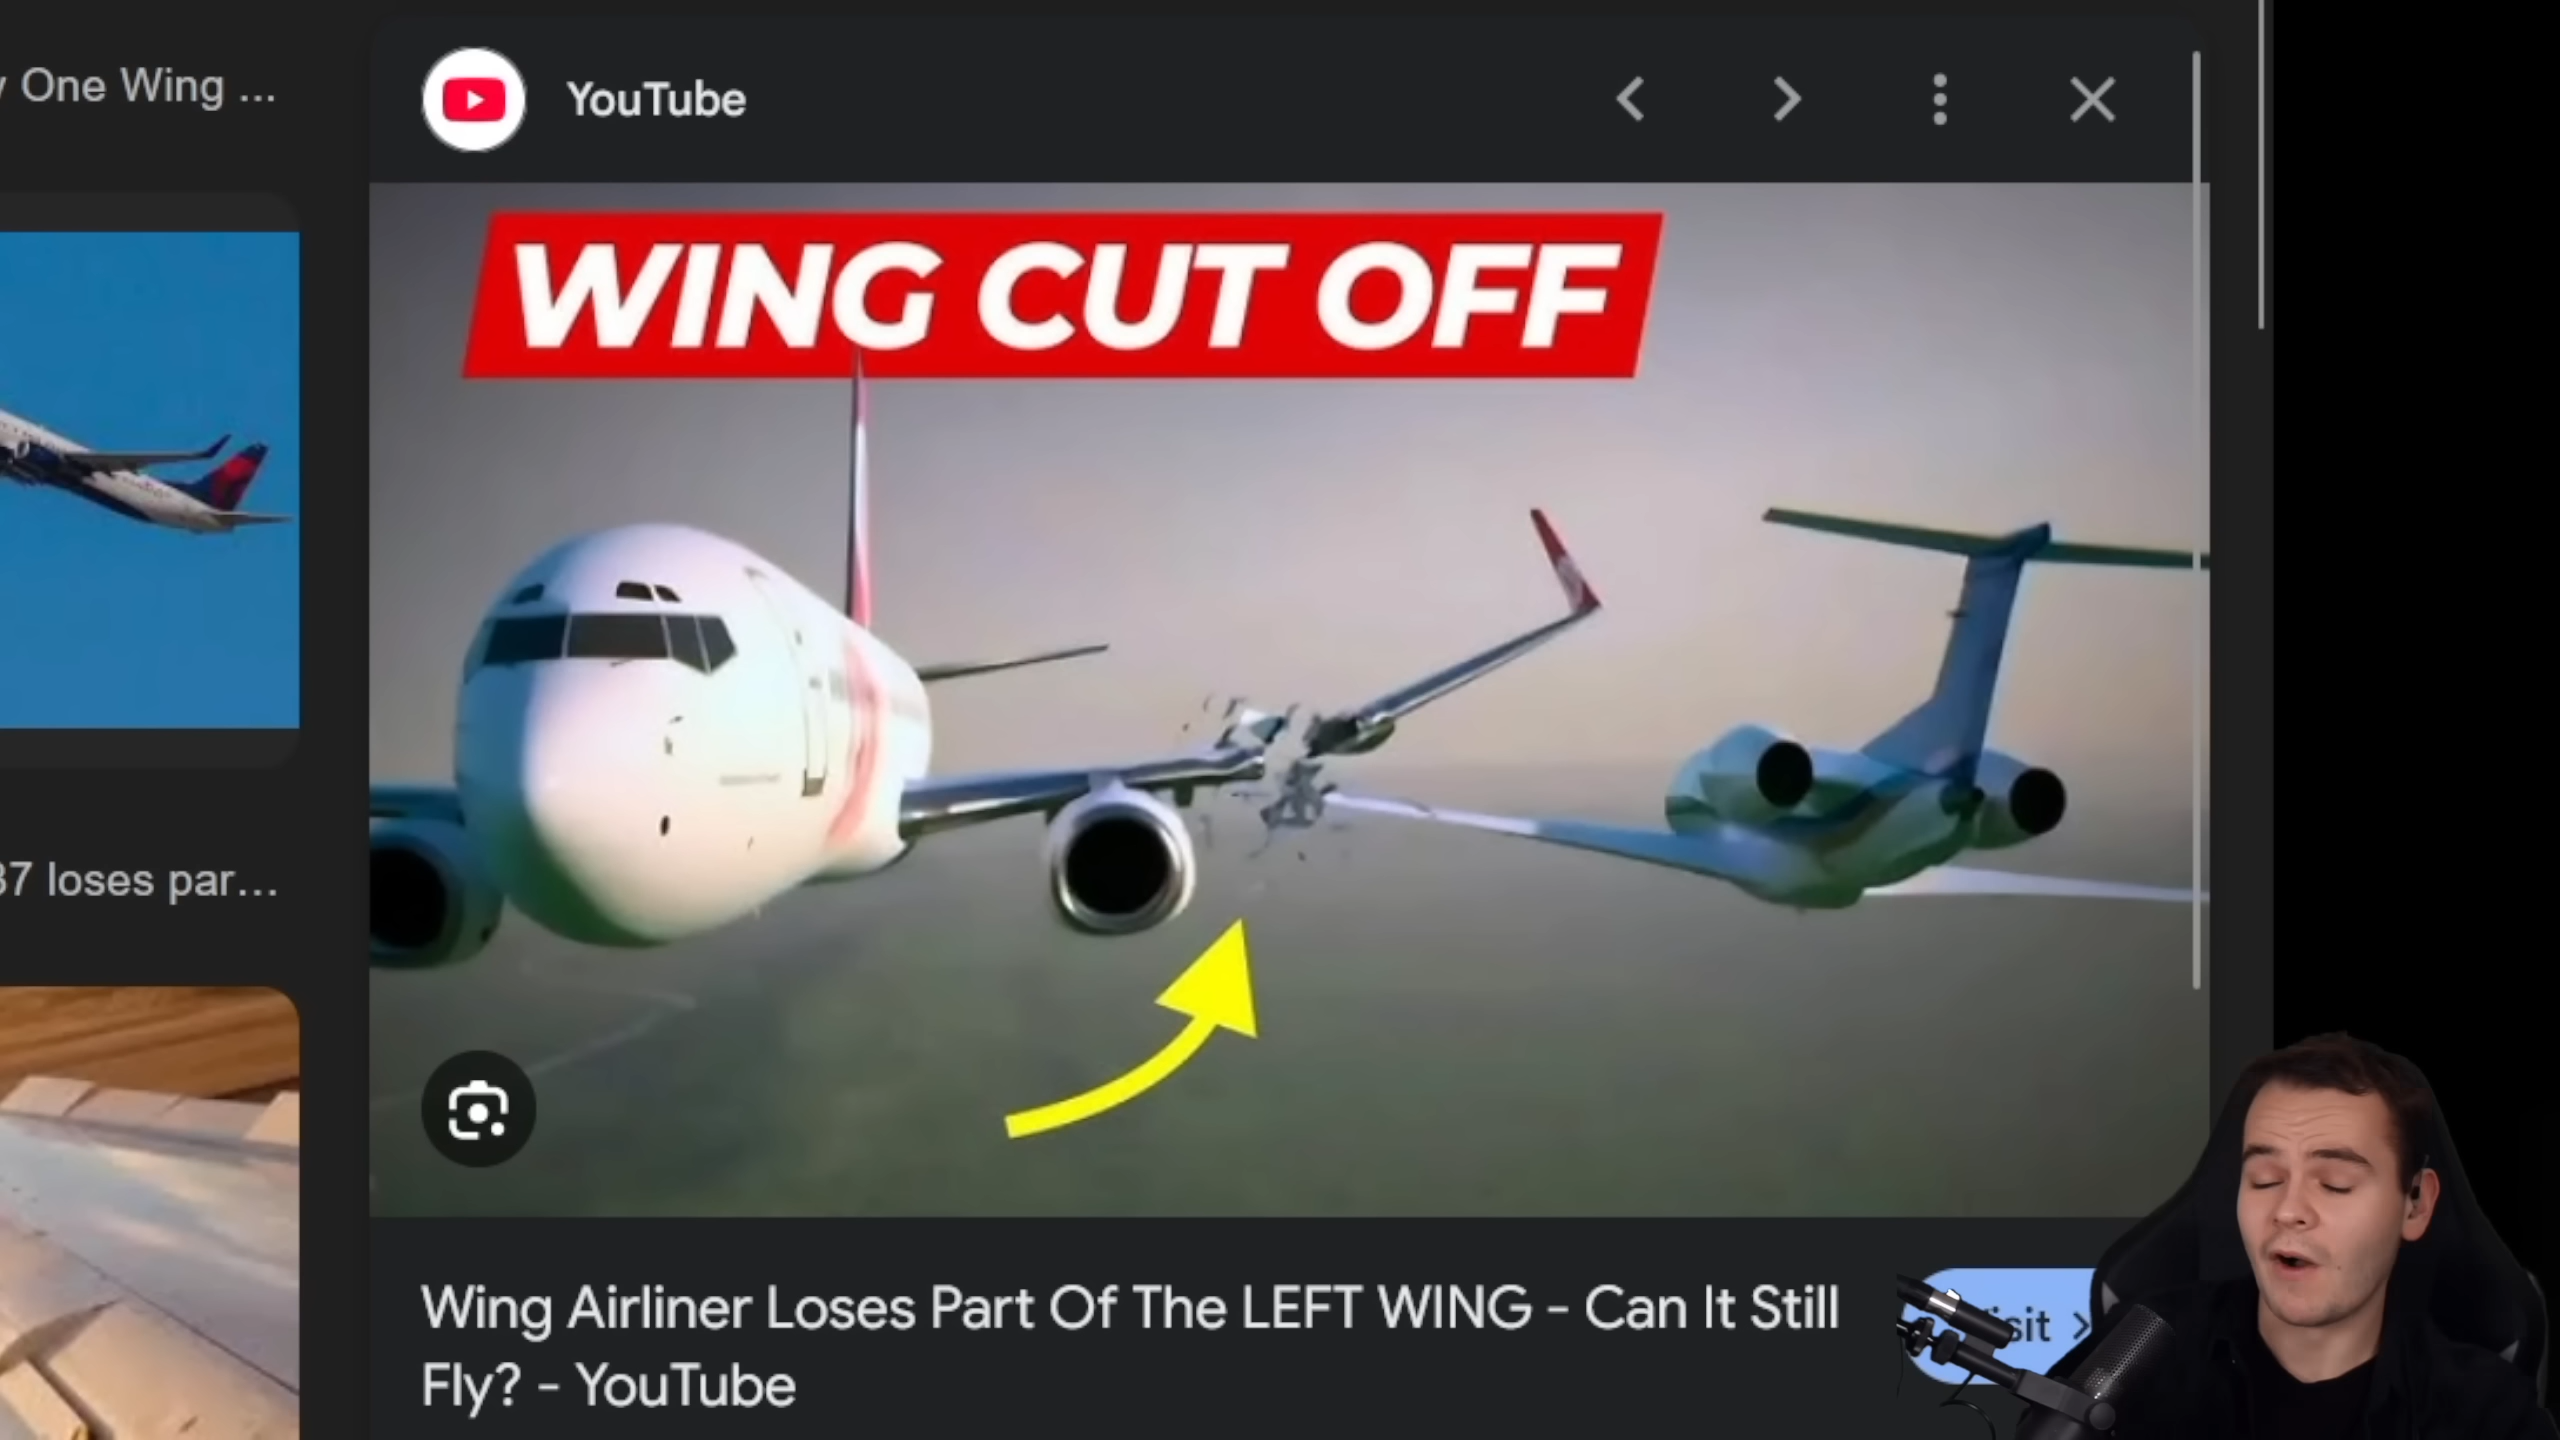 One Wing ...
YouTube
WING CUT OFF
37 loses par...
Wing Airliner Loses Part Of The LEFT WING - Can It Still
Fly? - YouTube